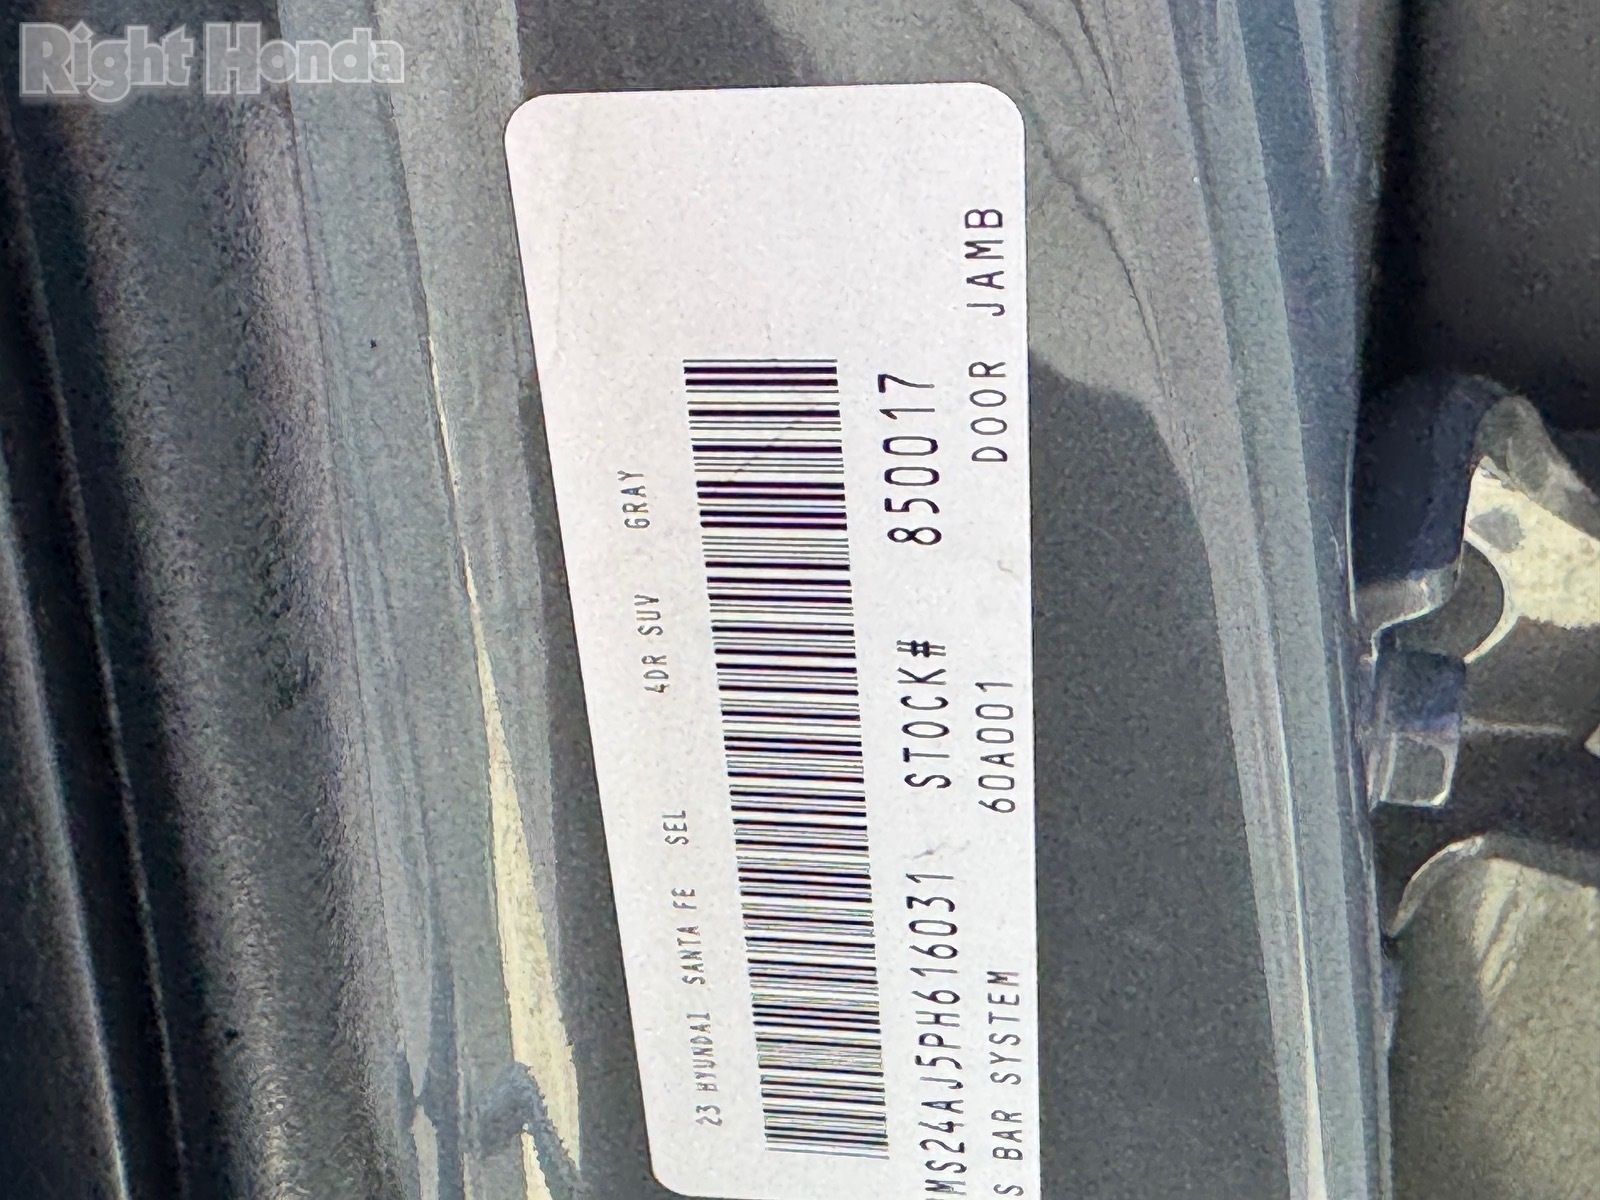 Right Honda
23 HYUNDAI SANTA FE SEL 4DR SUV GRAY
MS24AJ5PH616031 STOCK# 850017
S BAR SYSTEM 60A001 DOOR JAMB